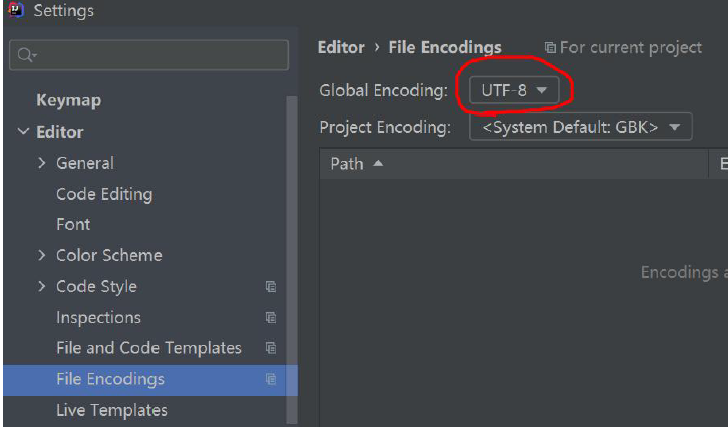 Settings
Editor › File Encodings For current project
Global Encoding: UTF-8
Project Encoding: <System Default: GBK>
Path E
Encodings a
Keymap
Editor
General
Code Editing
Font
Color Scheme
Code Style
Inspections
File and Code Templates
File Encodings
Live Templates